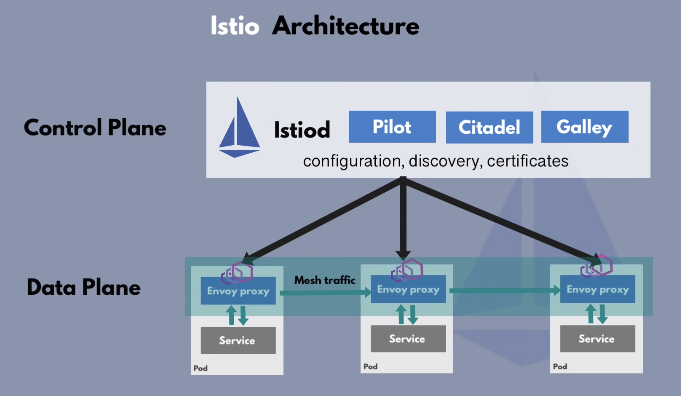 Istio Architecture
Control Plane
Istiod
Pilot
Citadel
Galley
configuration, discovery, certificates
Data Plane
Mesh traffic
Envoy proxy
Envoy proxy
Envoy proxy
Service
Service
Service
Pod
Pod
Pod